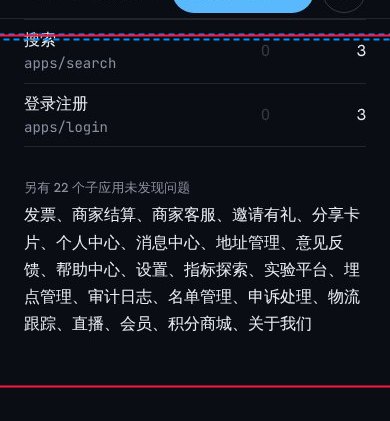 搜索
0
3
apps/search
登录注册
0
3
apps/login
另有 22 个子应用未发现问题
发票、商家结算、商家客服、邀请有礼、分享卡
片、个人中心、消息中心、地址管理、意见反
馈、帮助中心、设置、指标探索、实验平台、埋
点管理、审计日志、名单管理、申诉处理、物流
跟踪、直播、会员、积分商城、关于我们